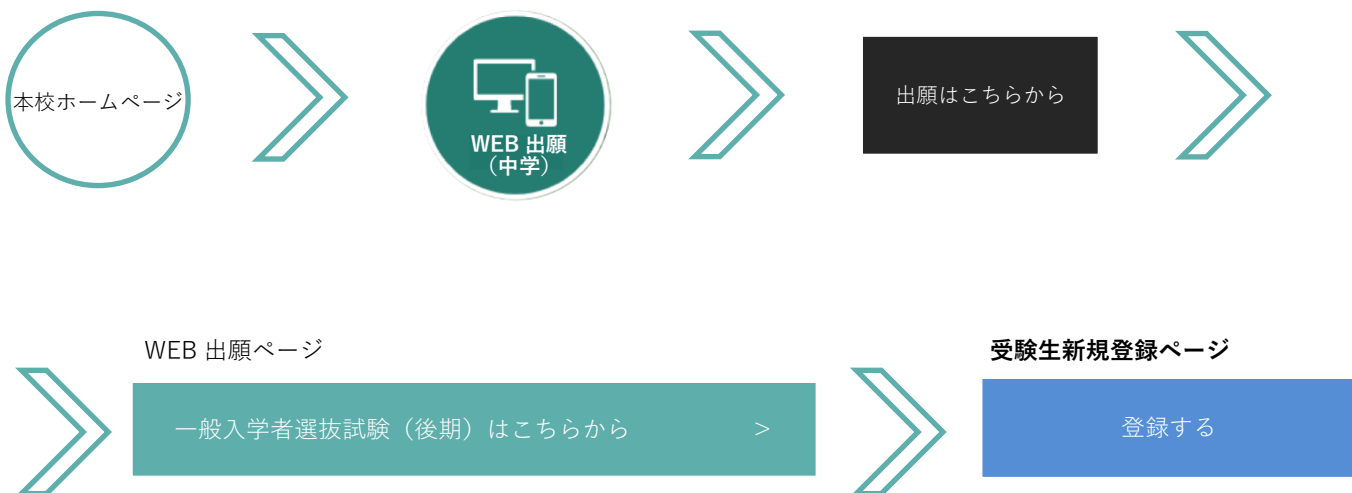 本校ホームページ
WEB 出願
（中学）
出願はこちらから
WEB 出願ページ
一般入学者選抜試験（後期）はこちらから >
受験生新規登録ページ
登録する